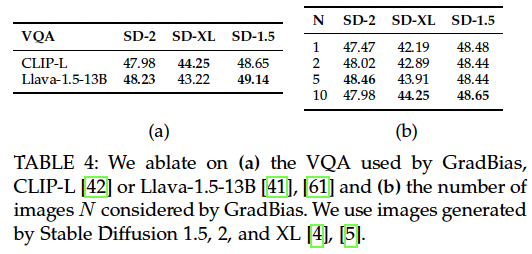 VQA SD-2 SD-XL SD-1.5
CLIP-L 47.98 44.25 48.65
Llava-1.5-13B 48.23 43.22 49.14
(a)
N SD-2 SD-XL SD-1.5
1 47.47 42.19 48.48
2 48.02 42.89 48.44
5 48.46 43.91 48.44
10 47.98 44.25 48.65
(b)
TABLE 4: We ablate on (a) the VQA used by GradBias,
CLIP-L [42] or Llava-1.5-13B [41], [61] and (b) the number of
images N considered by GradBias. We use images generated
by Stable Diffusion 1.5, 2, and XL [4], [5].